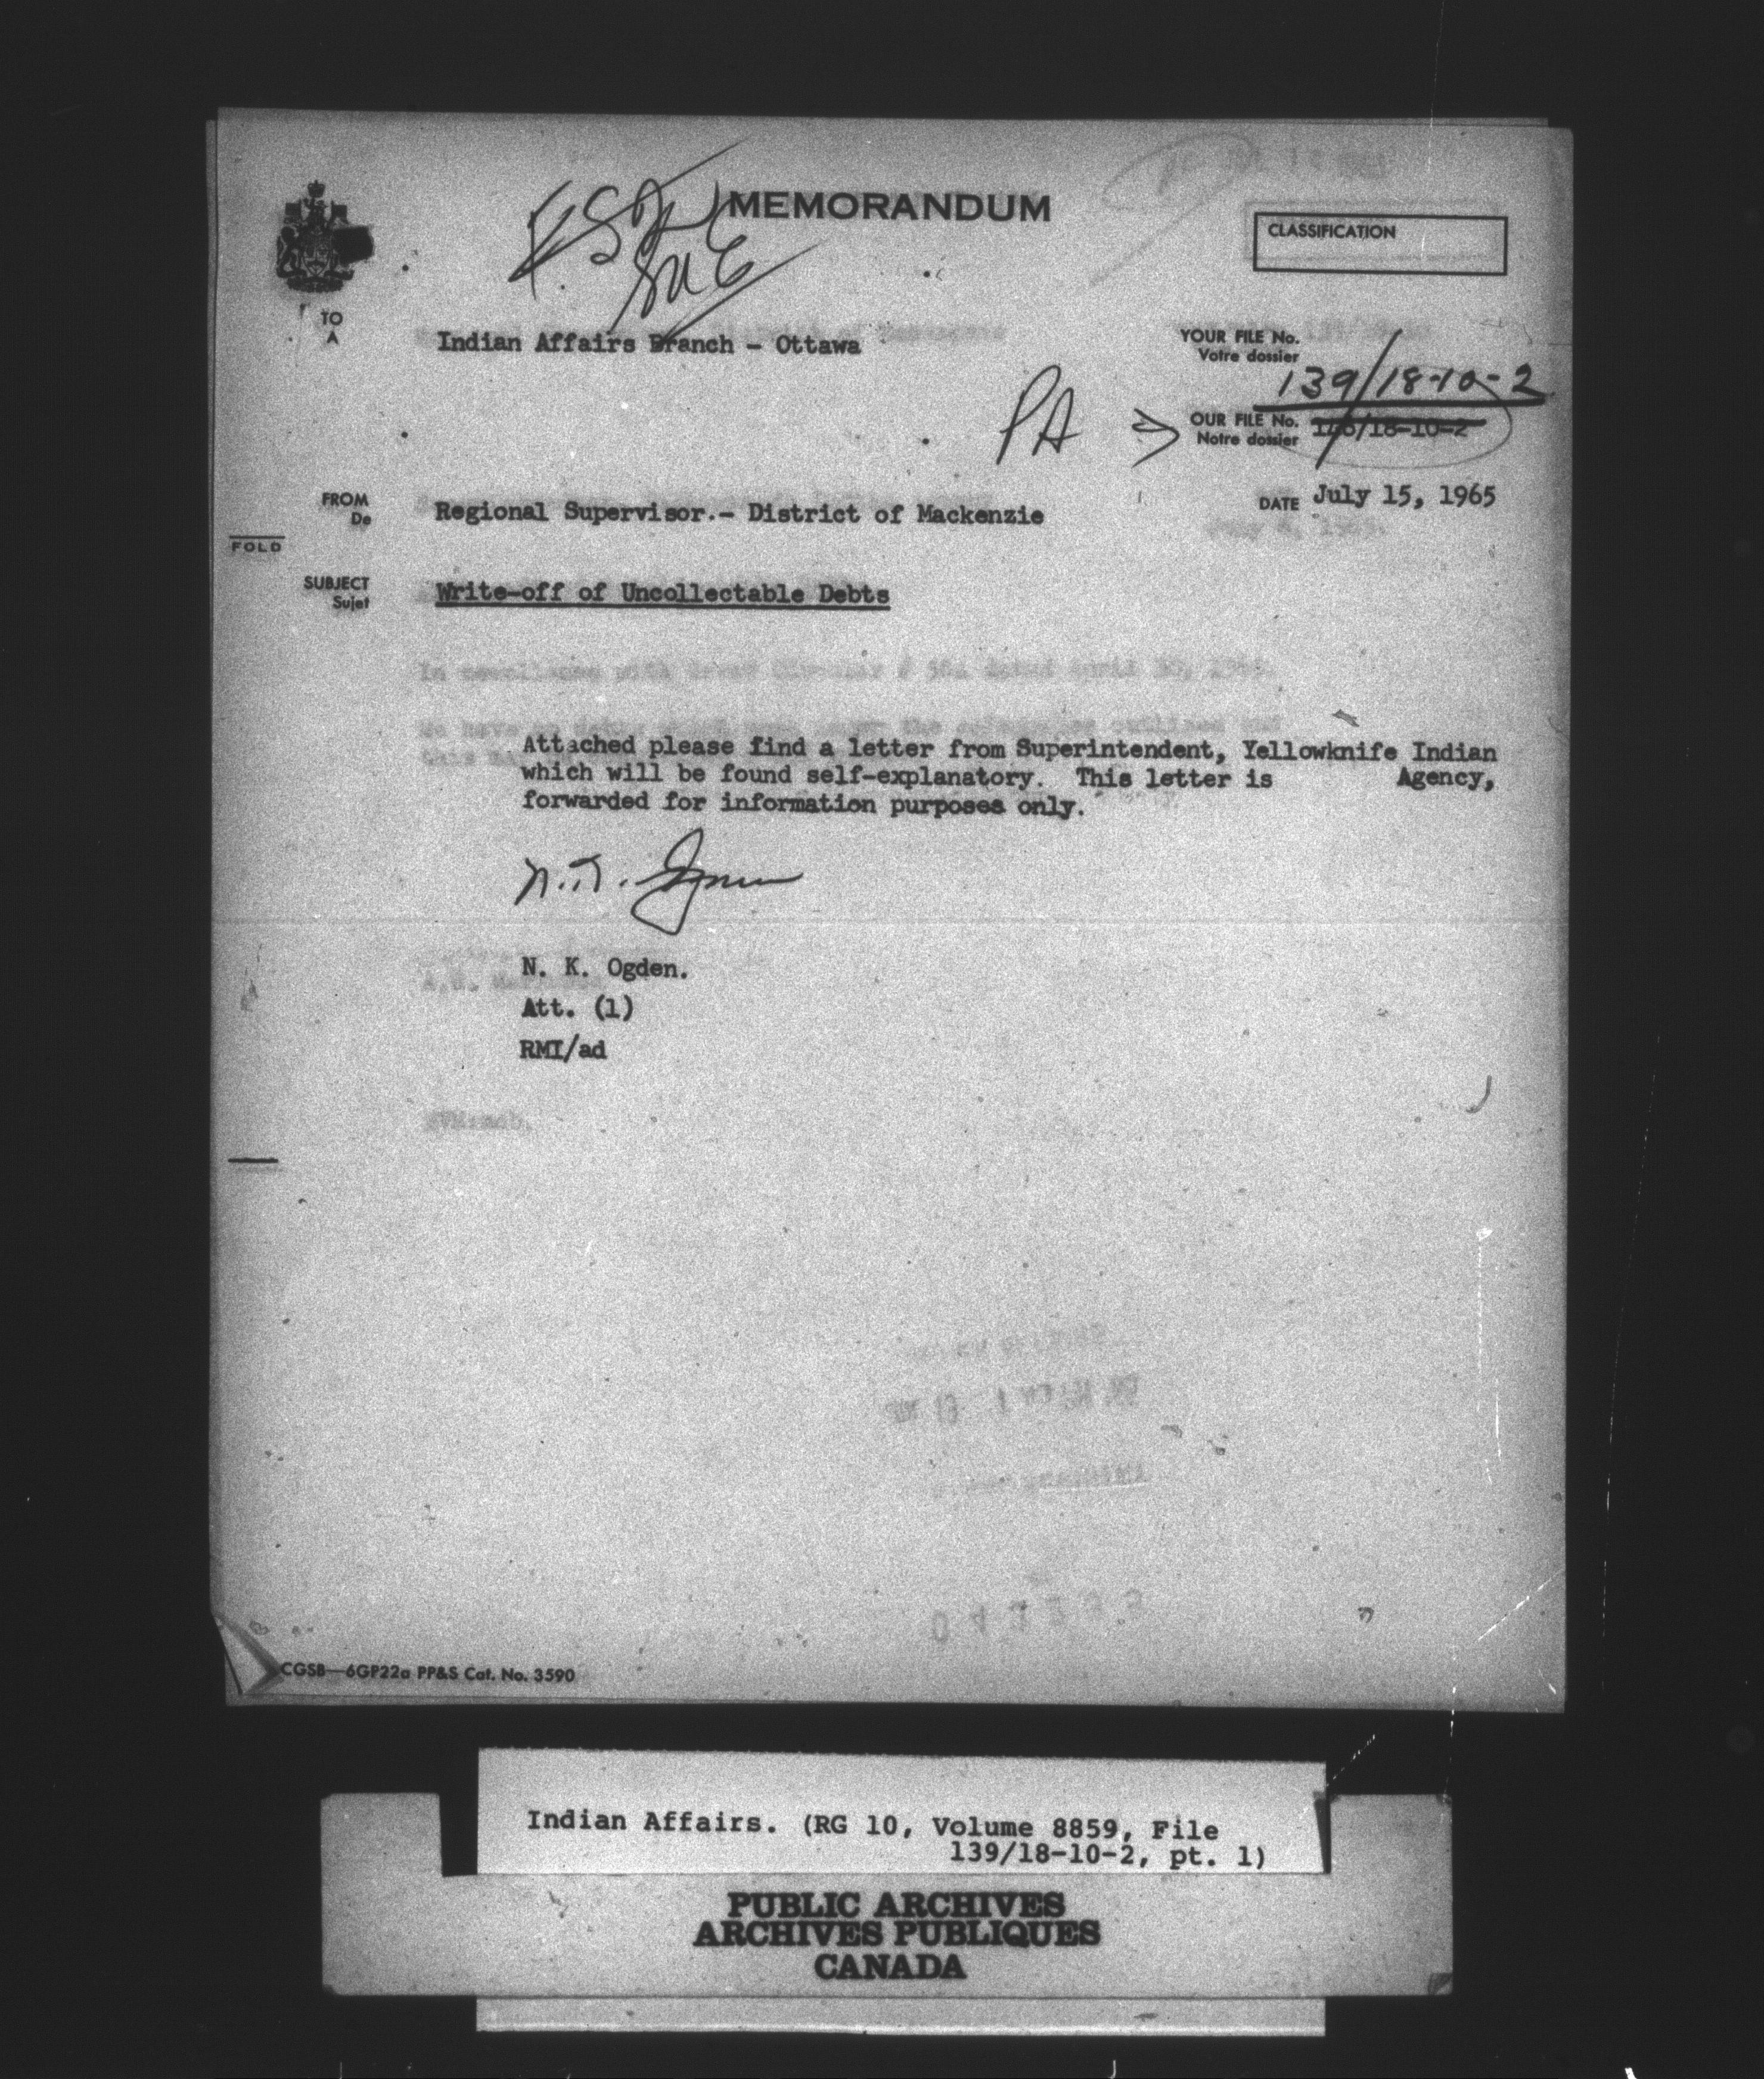 MEMORANDUM
CLASSIFICATION
TO
A
Indian Affairs Branch - Ottawa
YOUR FILE No.
Votre dossier
139/18-10-2
PA
OUR FILE No.
Notre dossier
FROM
De
Regional Supervisor.- District of Mackenzie
DATE July 15, 1965
FOLD
SUBJECT
Sujet
Write-off of Uncollectable Debts
Attached please find a letter from Superintendent, Yellowknife Indian
which will be found self-explanatory. This letter is Agency,
forwarded for information purposes only.
N. K. Ogden.
Att. (1)
RMI/ad
CGSB—6GP22a PP&S Cat. No. 3590
Indian Affairs. (RG 10, Volume 8859, File
139/18-10-2, pt. 1)
PUBLIC ARCHIVES
ARCHIVES PUBLIQUES
CANADA